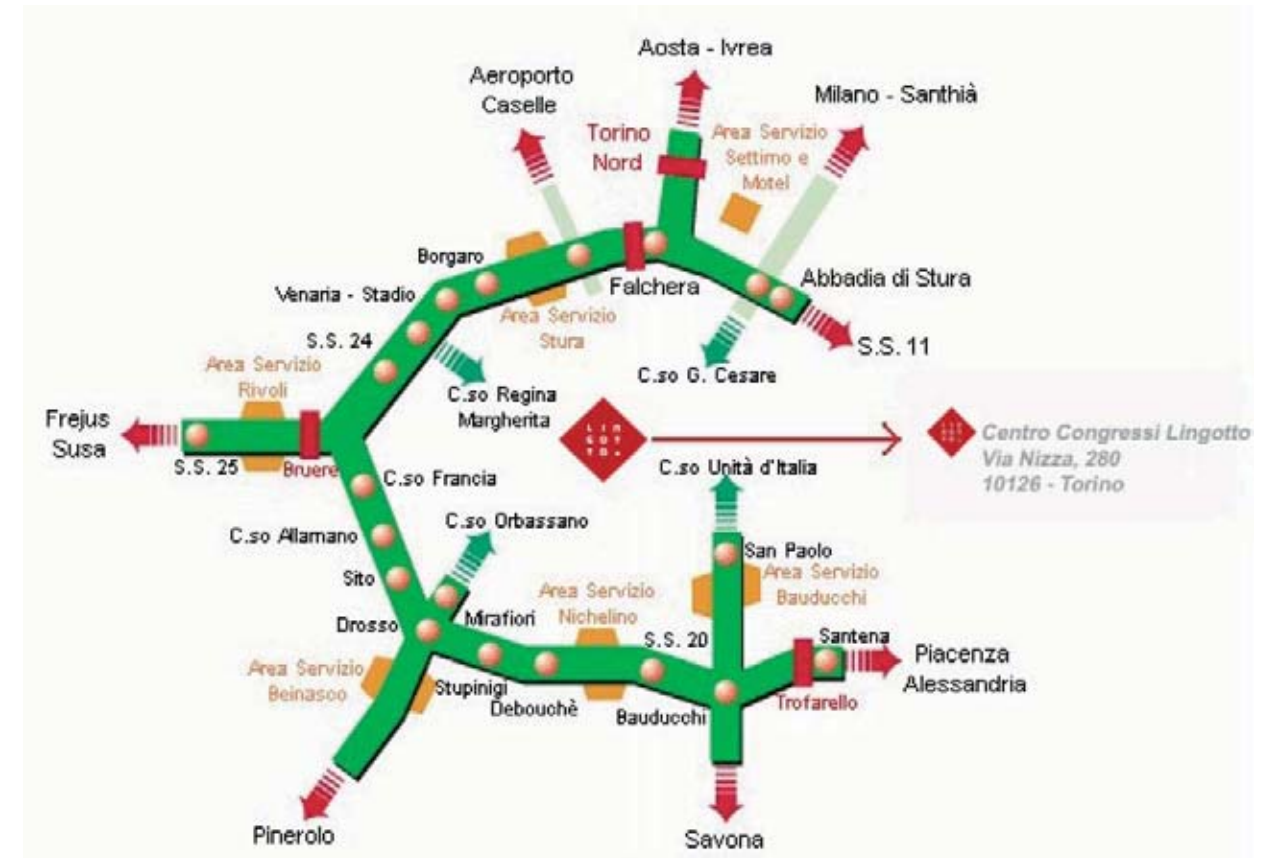 Aosta - Ivrea
Aeroporto
Caselle
Milano - Santhià
Torino
Nord
Area Servizio
Settimo e
Motel
Borgaro
Falchera
Abbadia di Stura
Venaria - Stadio
Area Servizio
Stura
S.S. 24
S.S. 11
Area Servizio
Rivoli
C.so G. Cesare
C.so Regina
Margherita
Frejus
Susa
S.S. 25
Bruere
LIN
GOT
TO.
Centro Congressi Lingotto
Via Nizza, 280
10126 - Torino
C.so Unità d'Italia
C.so Francia
C.so Orbassano
C.so Allamano
San Paolo
Sito
Area Servizio
Bauducchi
Area Servizio
Nichelino
Drosso
Mirafiori
S.S. 20
Santena
Piacenza
Alessandria
Area Servizio
Beinasco
Stupinigi
Debouchè
Bauducchi
Trofarello
Pinerolo
Savona